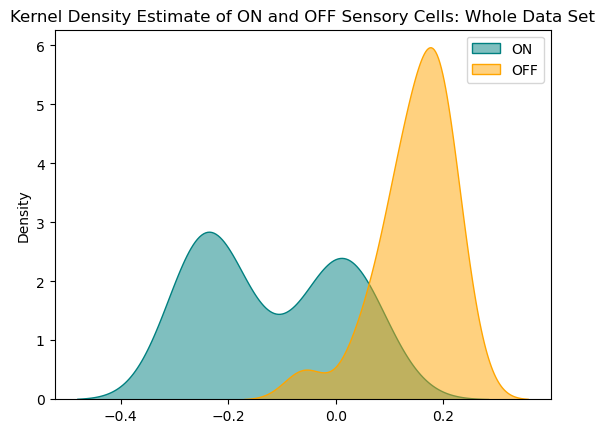 Kernel Density Estimate of ON and OFF Sensory Cells: Whole Data Set
ON
OFF
Density
6
5
4
3
2
1
0
−0.4 −0.2 0.0 0.2